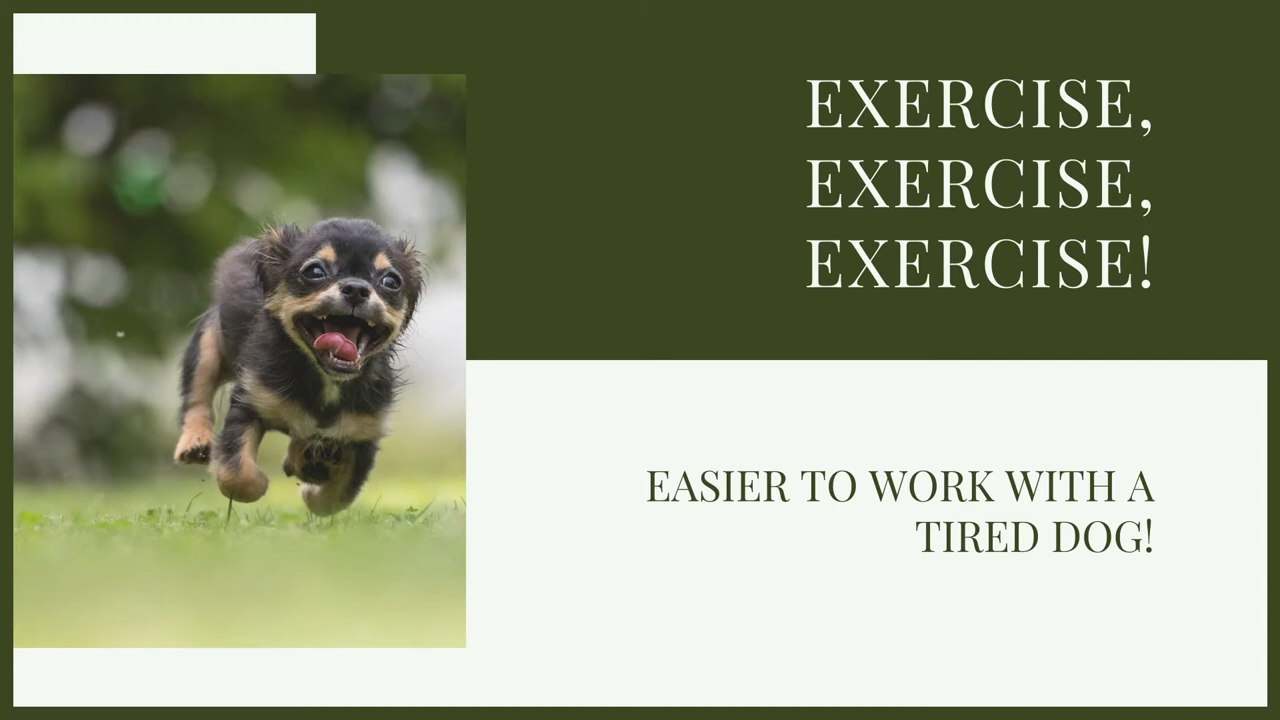 EXERCISE,
EXERCISE,
EXERCISE!
EASIER TO WORK WITH A
TIRED DOG!